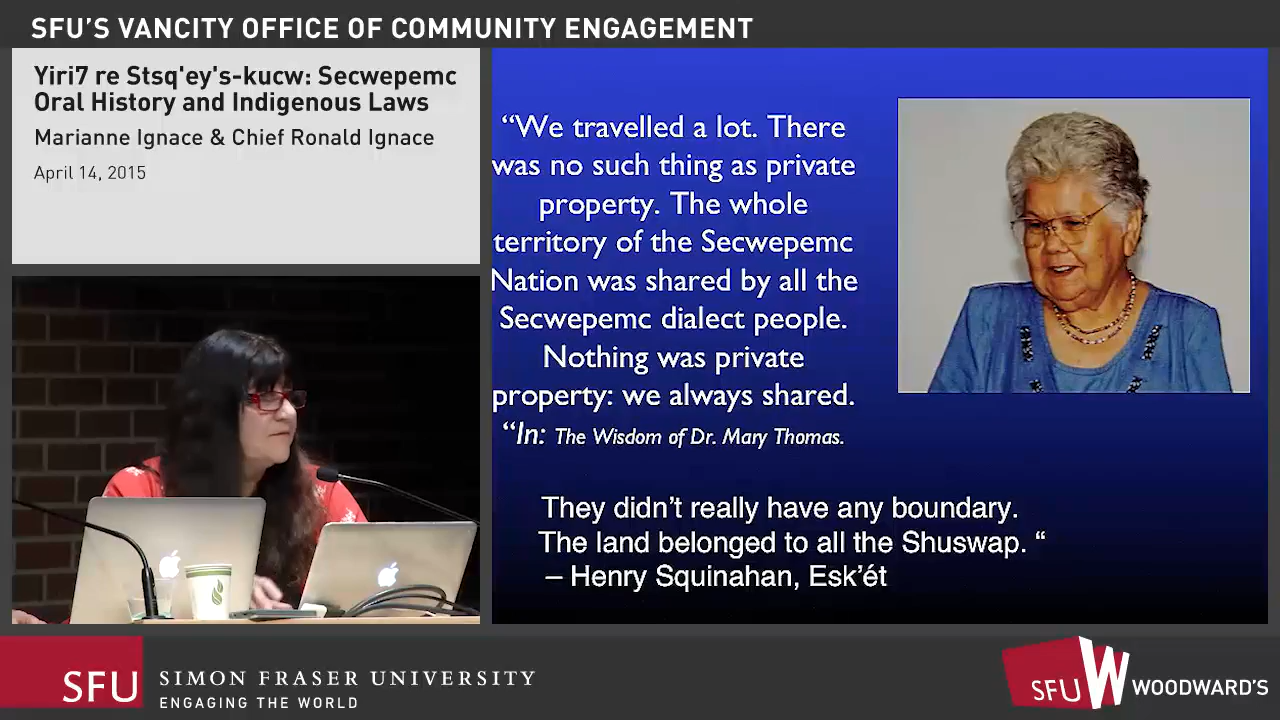 SFU'S VANCITY OFFICE OF COMMUNITY ENGAGEMENT
Yiri7 re Stsq'ey's-kucw: Secwepemc
Oral History and Indigenous Laws
Marianne Ignace & Chief Ronald Ignace
April 14, 2015
“We travelled a lot. There
was no such thing as private
property. The whole
territory of the Secwepemc
Nation was shared by all the
Secwepemc dialect people.
Nothing was private
property: we always shared.
“In: The Wisdom of Dr. Mary Thomas.
They didn’t really have any boundary.
The land belonged to all the Shuswap. “
– Henry Squinahan, Esk’ét
SFU SIMON FRASER UNIVERSITY
ENGAGING THE WORLD
SFU W WOODWARD'S